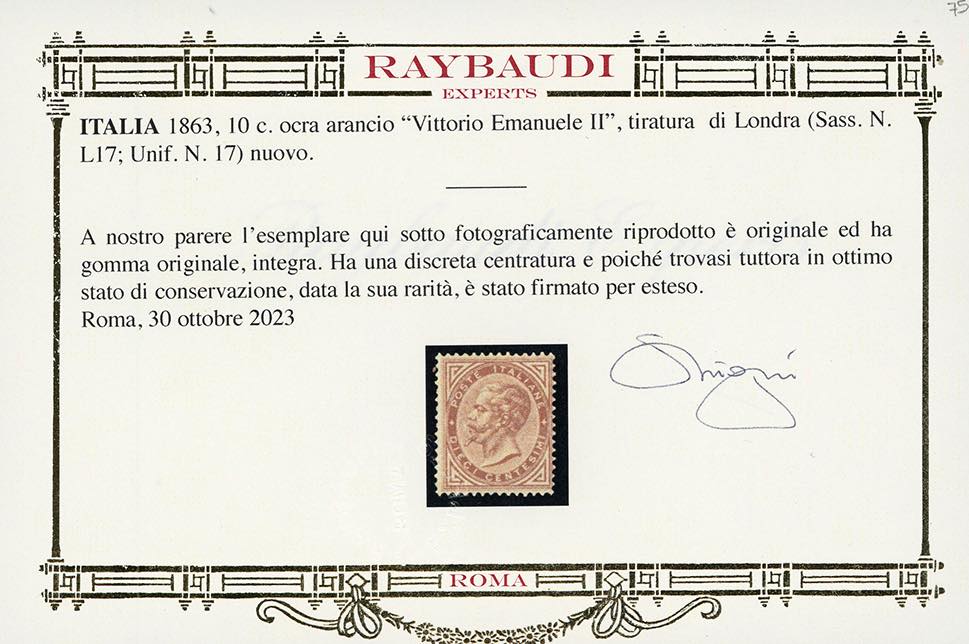 75
RAYBAUDI
EXPERTS
ITALIA 1863, 10 c. ocra arancio “Vittorio Emanuele II”, tiratura di Londra (Sass. N.
L17; Unif. N. 17) nuovo.
A nostro parere l’esemplare qui sotto fotograficamente riprodotto è originale ed ha
gomma originale, integra. Ha una discreta centratura e poiché trovasi tuttora in ottimo
stato di conservazione, data la sua rarità, è stato firmato per esteso.
Roma, 30 ottobre 2023
POSTE ITALIANE
DIECI CENTESIMI
ROMA